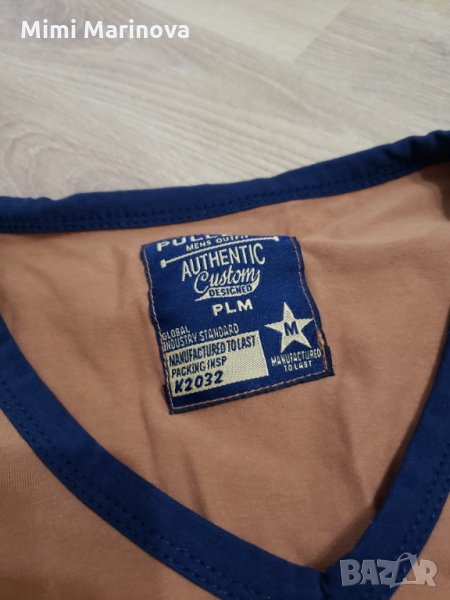 Mimi Marinova
MENS OUTFIT
AUTHENTIC
Custom
DESIGNED
PLM
GLOBAL
INDUSTRY STANDARD
MANUFACTURED TO LAST
PACKING INSP
K2032
M
MANUFACTURED
TO LAST
BAZAR